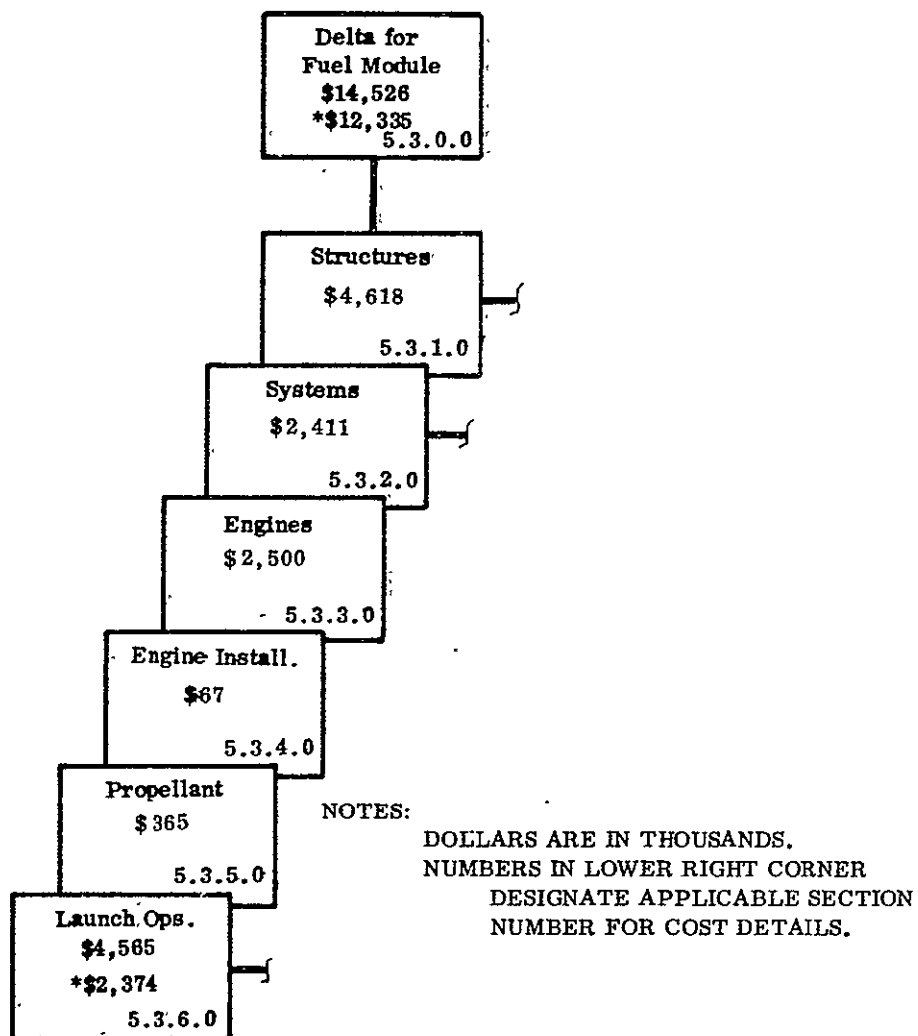 Delta for
Fuel Module
$14,526
*$12,335
5.3.0.0
Structures
$4,618
5.3.1.0
Systems
$2,411
5.3.2.0
Engines
$2,500
5.3.3.0
Engine Install.
$67
5.3.4.0
Propellant
$365
5.3.5.0
Launch Ops.
$4,565
*$2,374
5.3.6.0
NOTES:
DOLLARS ARE IN THOUSANDS.
NUMBERS IN LOWER RIGHT CORNER
DESIGNATE APPLICABLE SECTION
NUMBER FOR COST DETAILS.